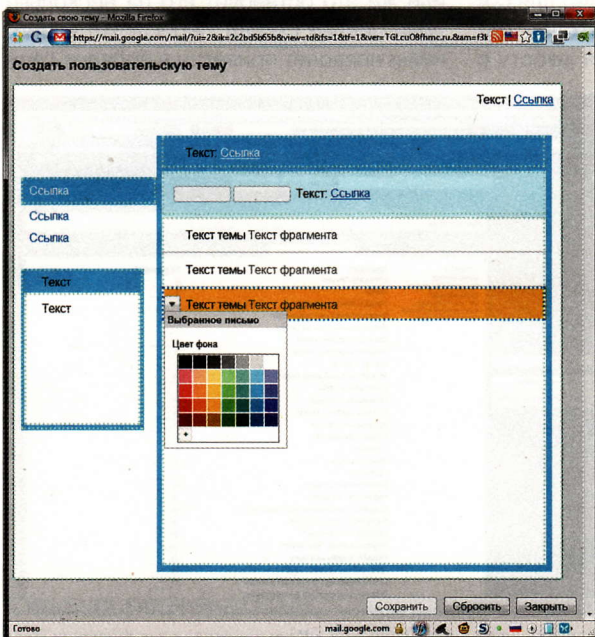 Создать свою тему - Mozilla Firefox
https://mail.google.com/mail/?ui=2&ik=2c2bd5b65b&view=td&fs=1&tf=1&ver=TGLcuO8fhmc.ru.&am=f3k
Создать пользовательскую тему
Текст | Ссылка
Текст: Ссылка
Ссылка
Текст: Ссылка
Ссылка
Ссылка
Текст темы Текст фрагмента
Текст темы Текст фрагмента
Текст
Текст темы Текст фрагмента
Текст
Выбранное письмо
Цвет фона
Сохранить Сбросить Закрыть
Готово mail.google.com